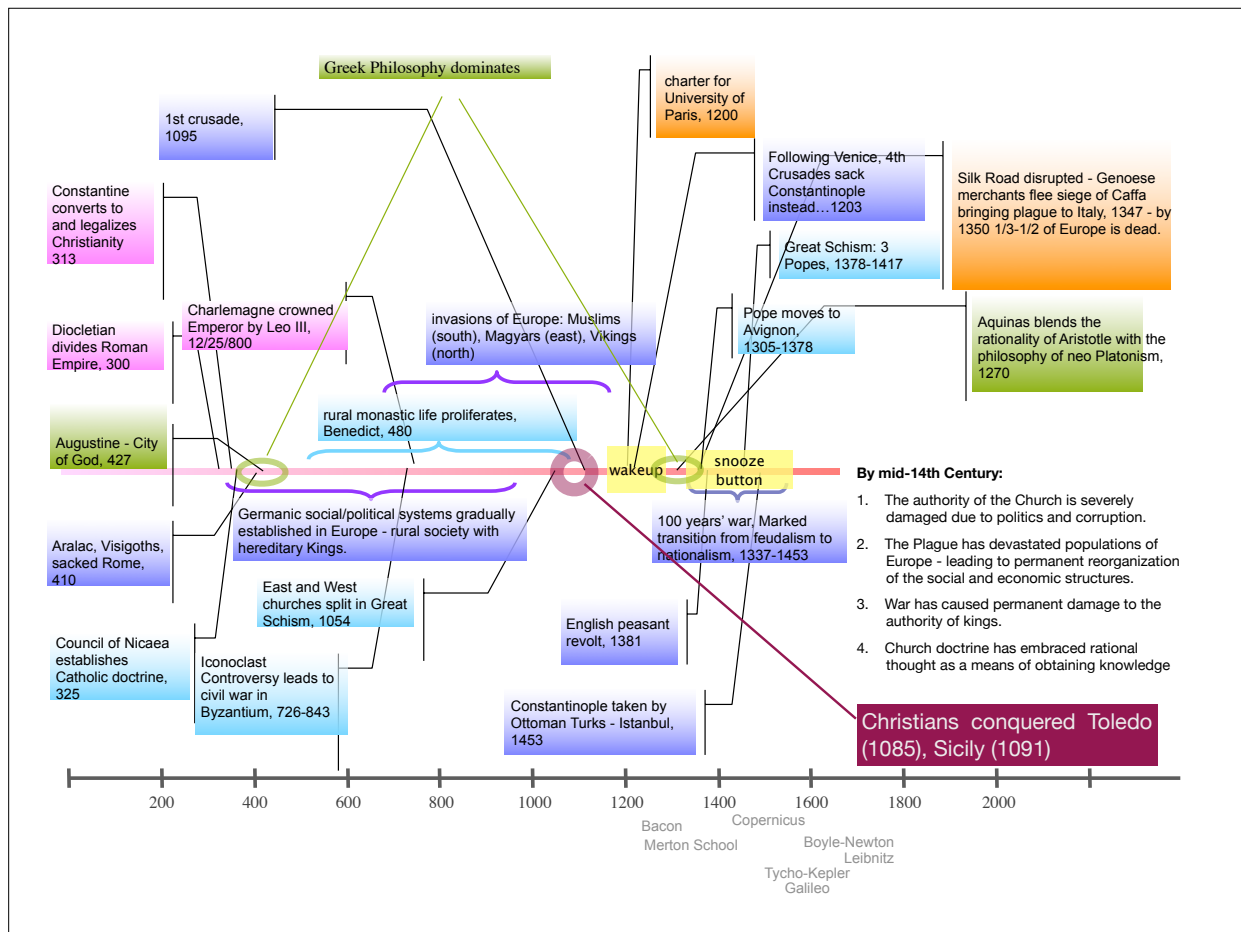 Greek Philosophy dominates
1st crusade,
1095
charter for
University of
Paris, 1200
Following Venice, 4th
Crusades sack
Constantinople
instead…1203
Silk Road disrupted - Genoese
merchants flee siege of Caffa
bringing plague to Italy, 1347 - by
1350 1/3-1/2 of Europe is dead.
Constantine
converts to
and legalizes
Christianity
313
Great Schism: 3
Popes, 1378-1417
Charlemagne crowned
Emperor by Leo III,
12/25/800
invasions of Europe: Muslims
(south), Magyars (east), Vikings
(north)
Pope moves to
Avignon,
1305-1378
Aquinas blends the
rationality of Aristotle with the
philosophy of neo Platonism,
1270
Diocletian
divides Roman
Empire, 300
rural monastic life proliferates,
Benedict, 480
Augustine - City
of God, 427
wakeup
snooze
button
By mid-14th Century:
1. The authority of the Church is severely
damaged due to politics and corruption.
2. The Plague has devastated populations of
Europe - leading to permanent reorganization
of the social and economic structures.
3. War has caused permanent damage to the
authority of kings.
4. Church doctrine has embraced rational
thought as a means of obtaining knowledge
Germanic social/political systems gradually
established in Europe - rural society with
hereditary Kings.
100 years' war, Marked
transition from feudalism to
nationalism, 1337-1453
Aralac, Visigoths,
sacked Rome,
410
East and West
churches split in Great
Schism, 1054
English peasant
revolt, 1381
Council of Nicaea
establishes
Catholic doctrine,
325
Iconoclast
Controversy leads to
civil war in
Byzantium, 726-843
Constantinople taken by
Ottoman Turks - Istanbul,
1453
Christians conquered Toledo
(1085), Sicily (1091)
200 400 600 800 1000 1200 1400 1600 1800 2000
Copernicus
Bacon
Merton School
Boyle-Newton
Leibnitz
Tycho-Kepler
Galileo